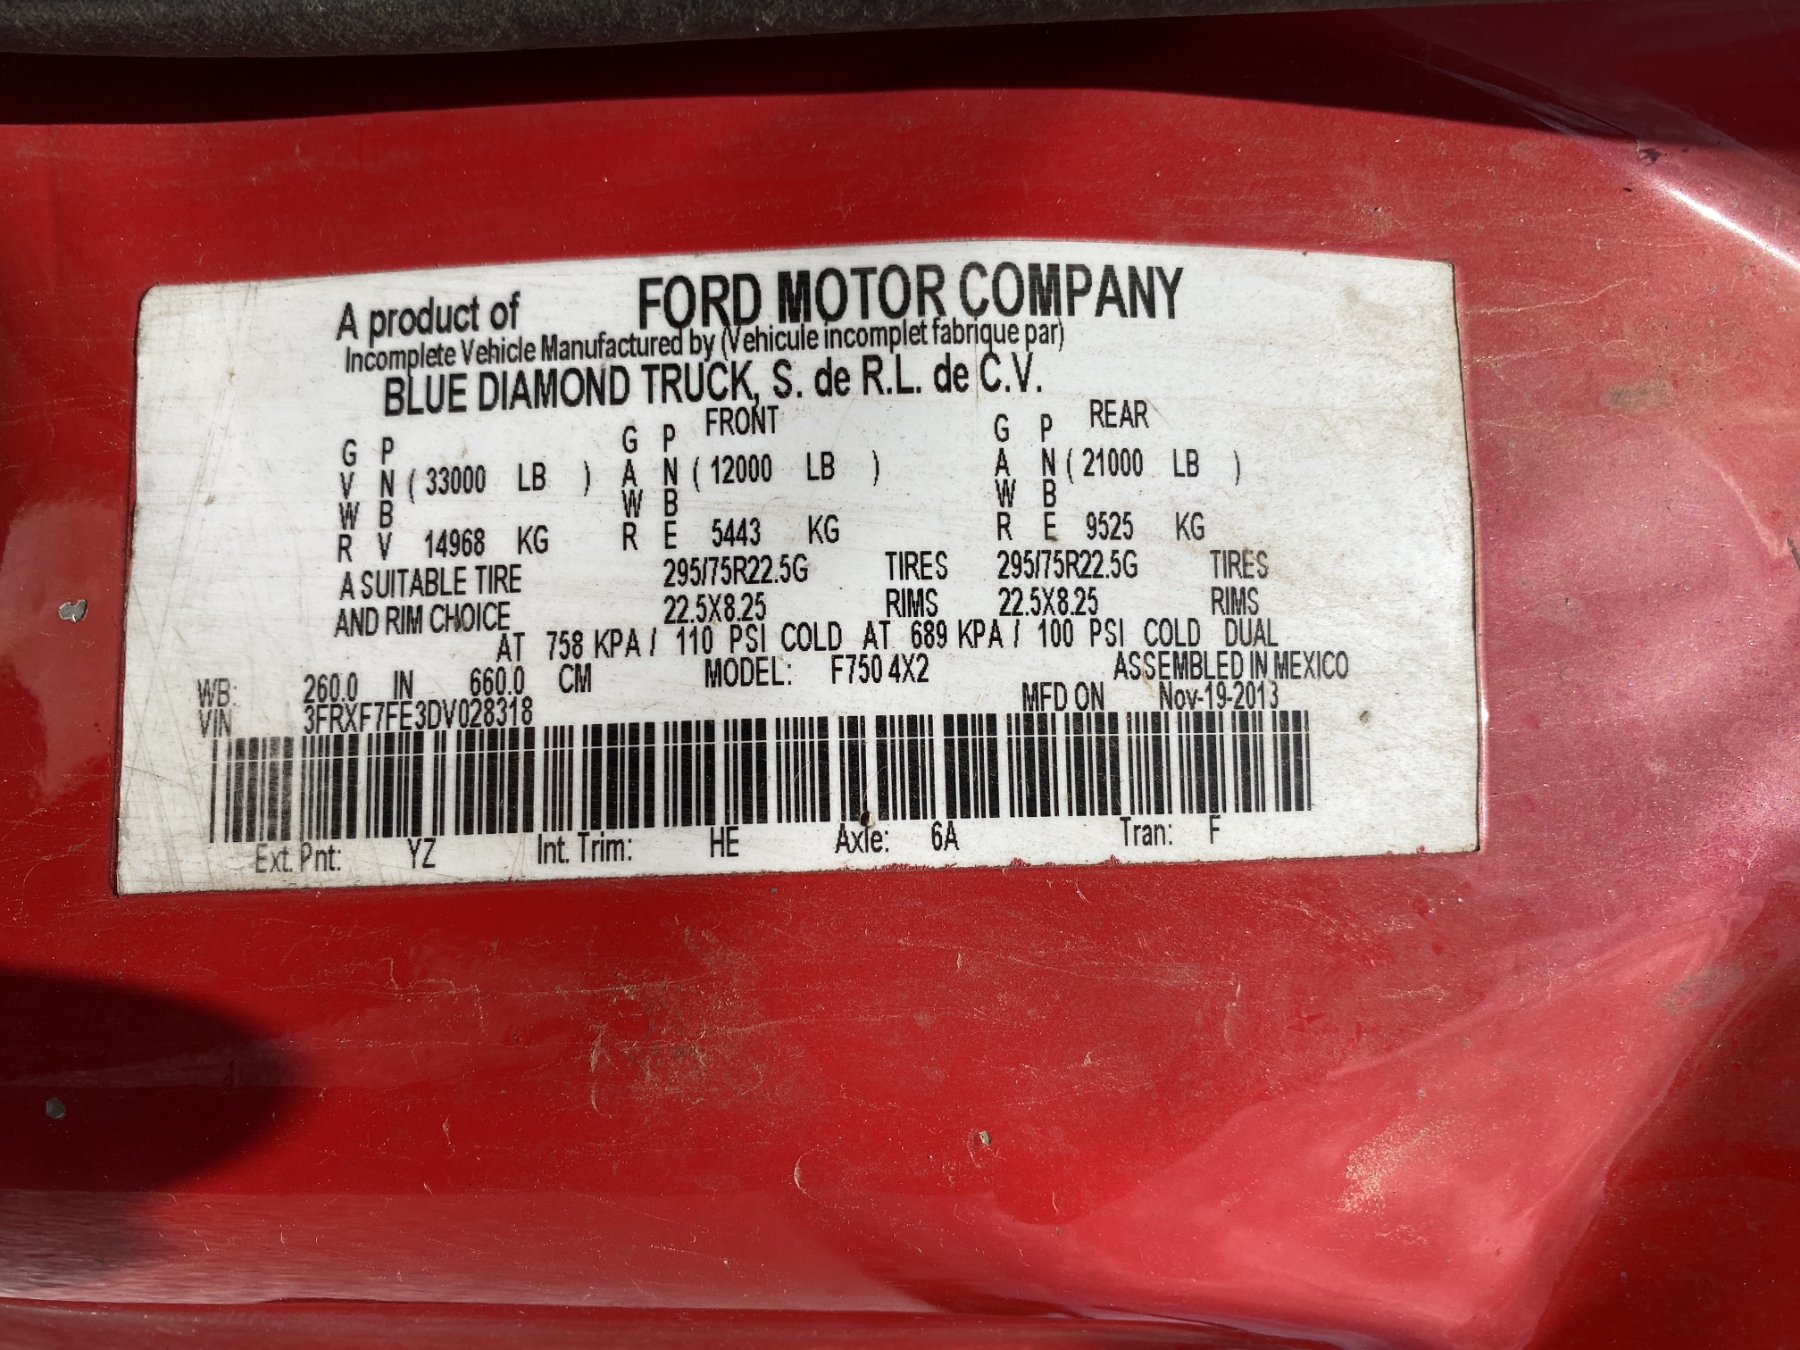 A product of FORD MOTOR COMPANY
Incomplete Vehicle Manufactured by (Vehicule incomplet fabrique par)
BLUE DIAMOND TRUCK, S. de R.L. de C.V.
FRONT REAR
G P G P G P
V N ( 33000 LB ) A N ( 12000 LB ) A N ( 21000 LB )
W B W B W B
R V 14968 KG R E 5443 KG R E 9525 KG
A SUITABLE TIRE 295/75R22.5G TIRES 295/75R22.5G TIRES
AND RIM CHOICE 22.5X8.25 RIMS 22.5X8.25 RIMS
AT 758 KPA / 110 PSI COLD AT 689 KPA / 100 PSI COLD DUAL
WB: 260.0 IN 660.0 CM MODEL: F750 4X2 ASSEMBLED IN MEXICO
VIN 3FRXF7FE3DV028318 MFD ON Nov-19-2013
Ext. Pnt: YZ Int. Trim: HE Axle: 6A Tran: F